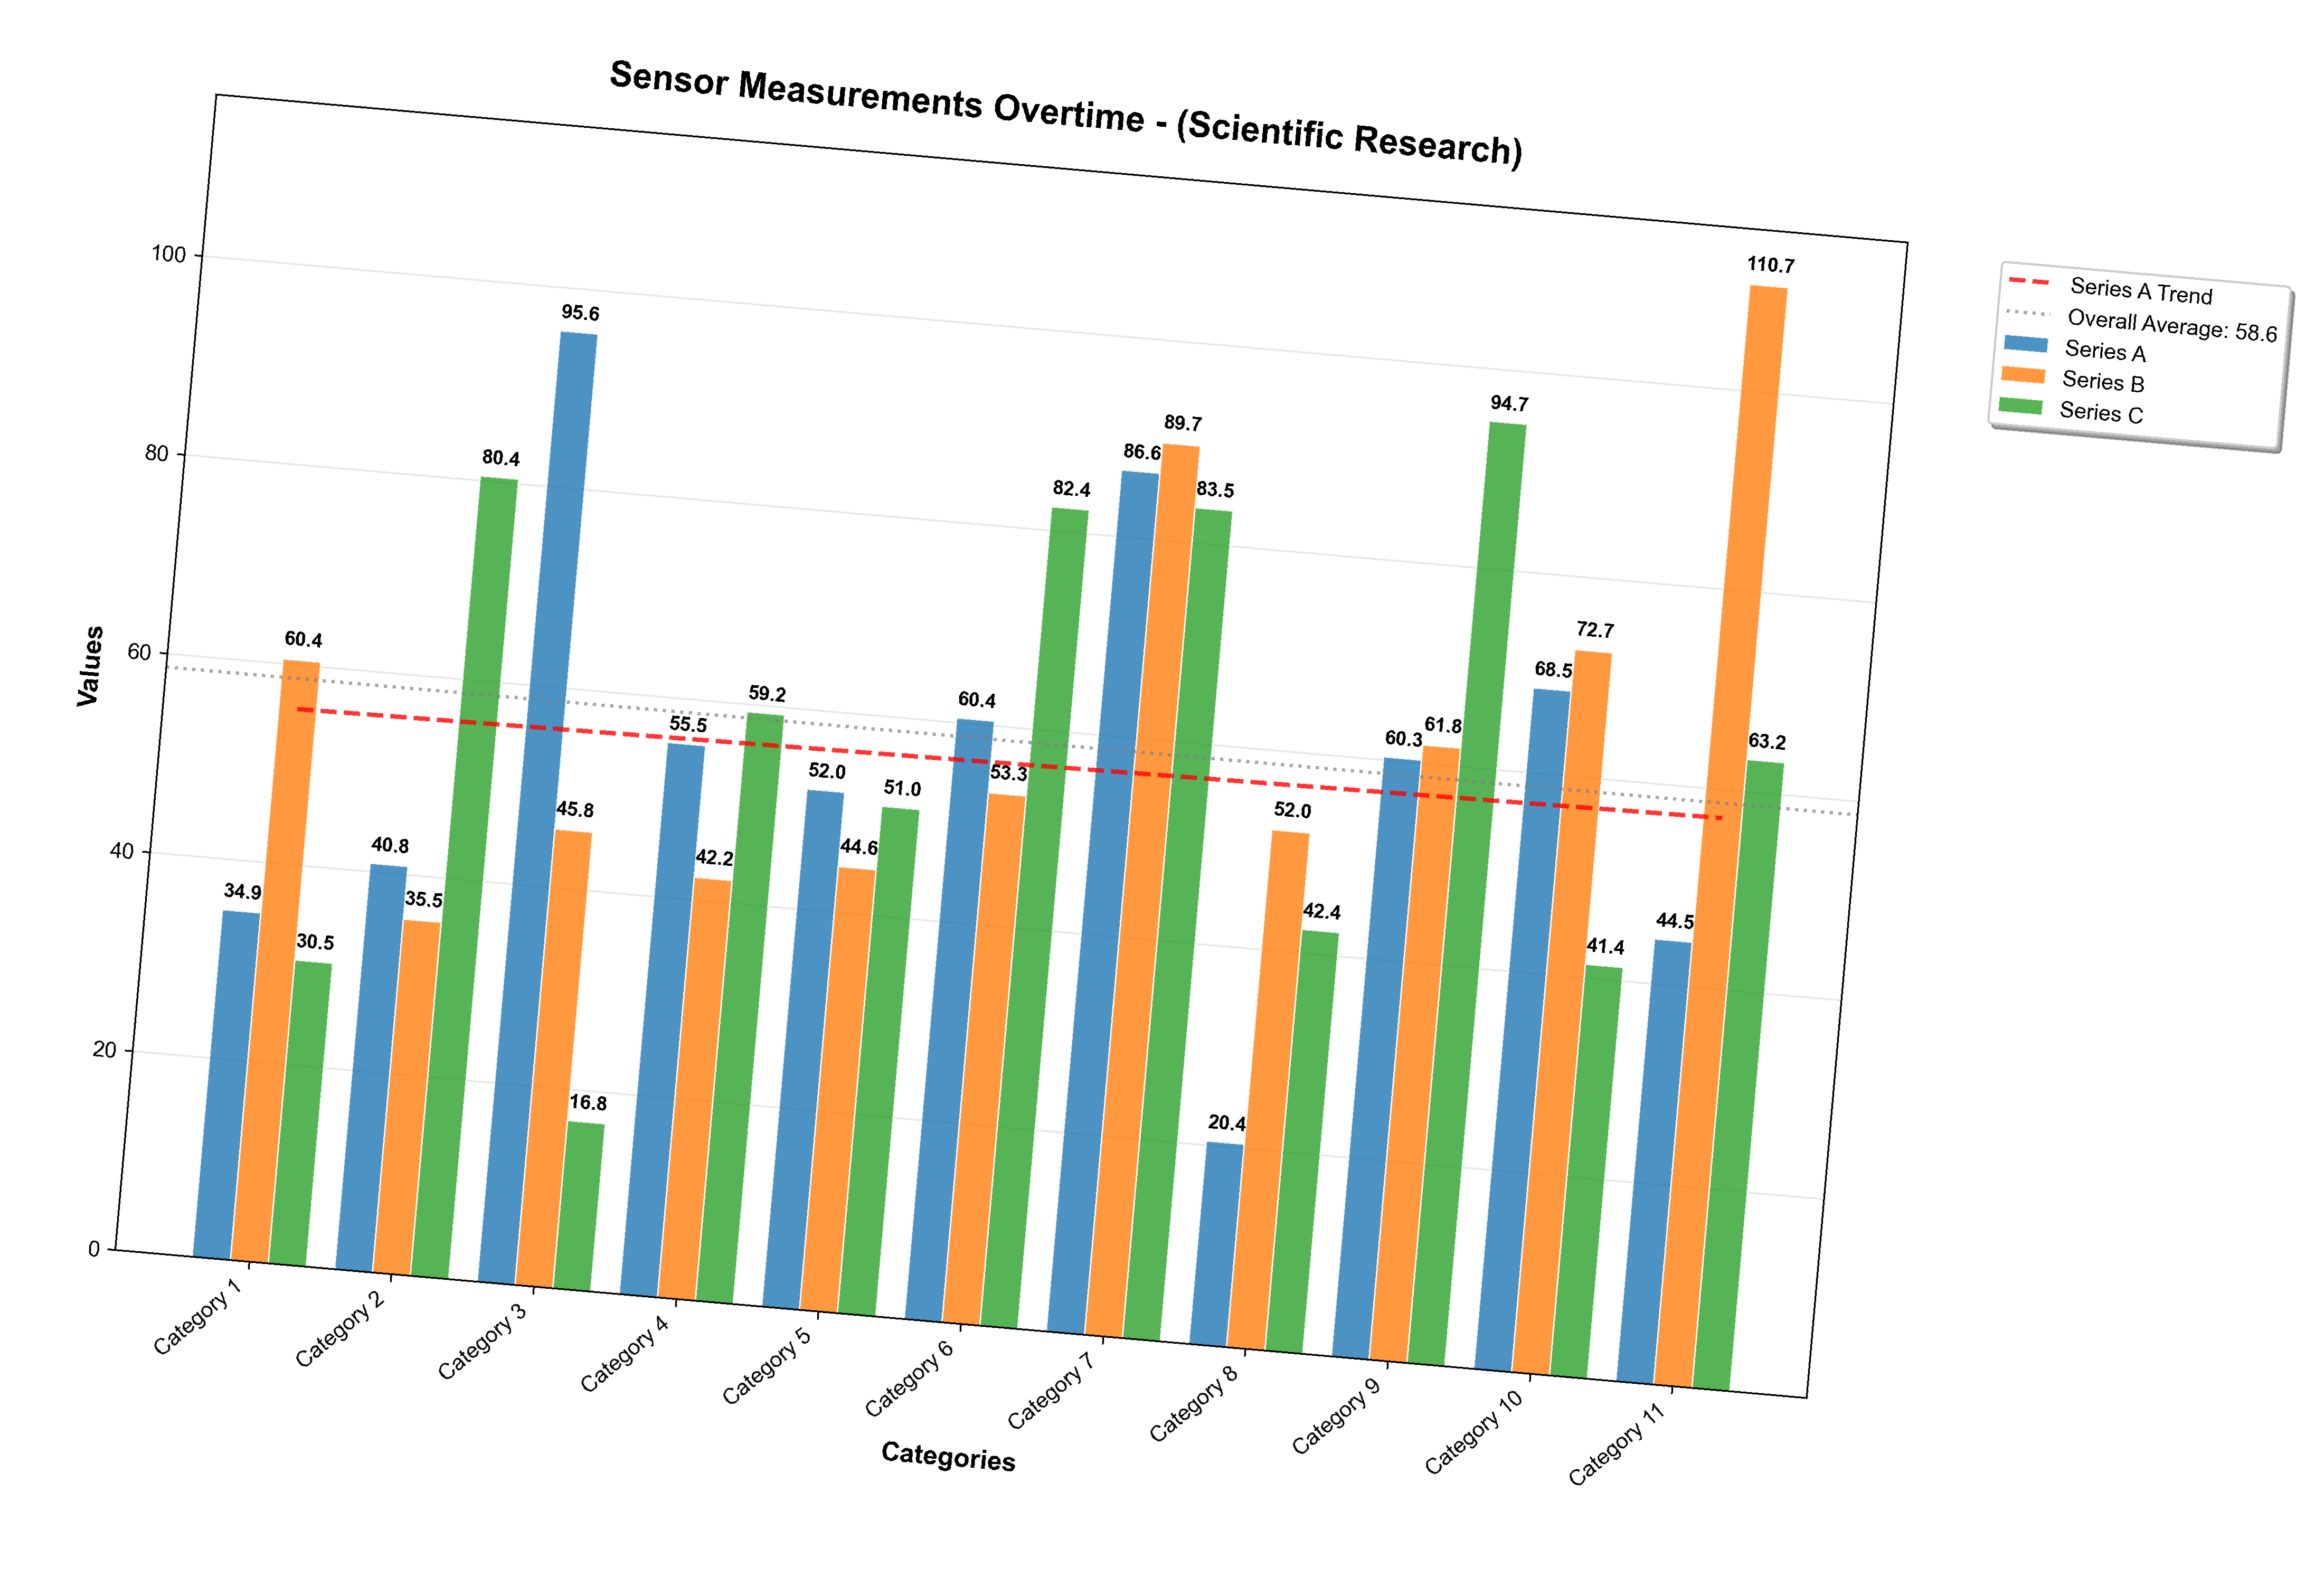 Sensor Measurements Overtime - (Scientific Research)
Values
100
80
60
40
20
0
34.9
60.4
30.5
40.8
35.5
80.4
95.6
45.8
16.8
55.5
42.2
59.2
52.0
44.6
51.0
60.4
53.3
82.4
86.6
89.7
83.5
20.4
52.0
42.4
60.3
61.8
94.7
68.5
72.7
41.4
44.5
110.7
63.2
Category 1
Category 2
Category 3
Category 4
Category 5
Category 6
Category 7
Category 8
Category 9
Category 10
Category 11
Categories
Series A Trend
Overall Average: 58.6
Series A
Series B
Series C